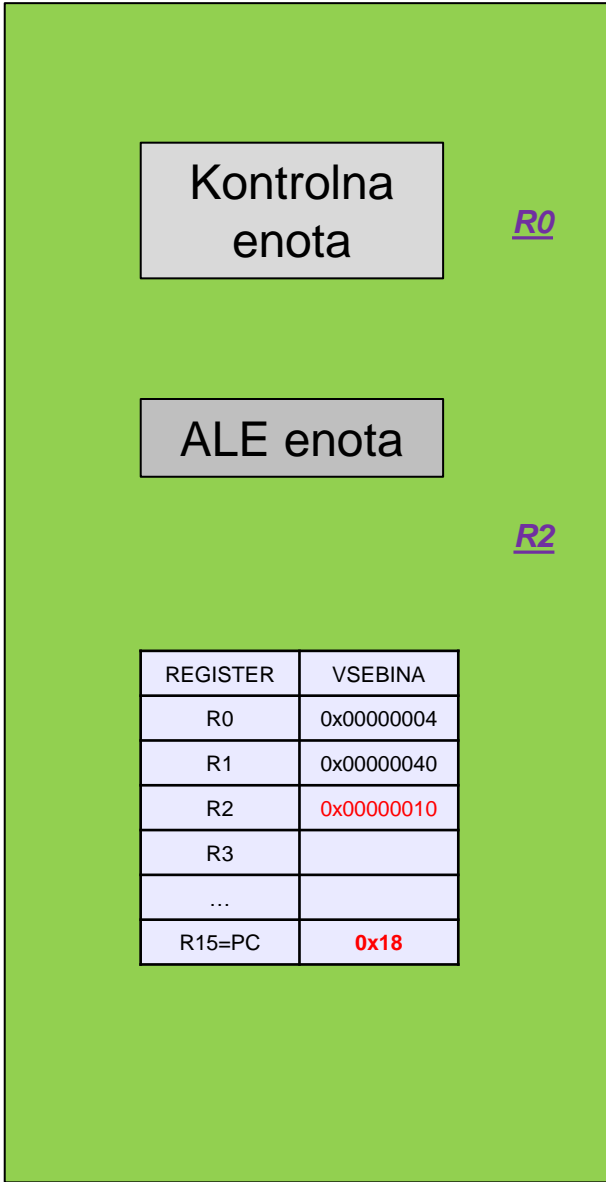 Kontrolna
enota
R0
ALE enota
R2
REGISTER VSEBINA
R0 0x00000004
R1 0x00000040
R2 0x00000010
R3
…
R15=PC 0x18